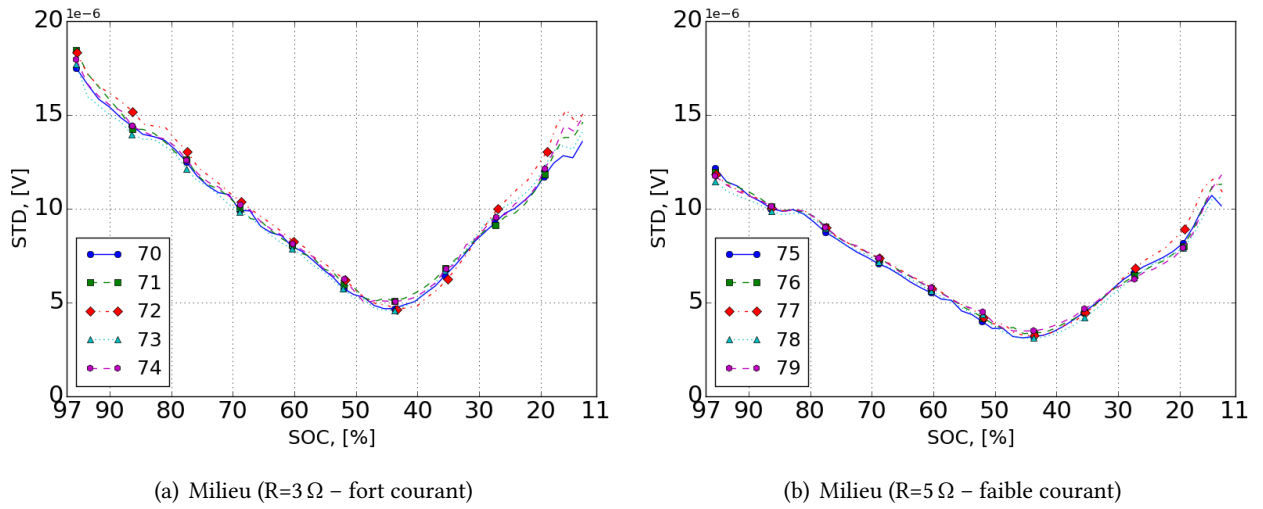 1e−6
20
15
10
5
0
STD, [V]
70
71
72
73
74
97 90 80 70 60 50 40 30 20 11
SOC, [%]
(a) Milieu (R=3 Ω – fort courant)
1e−6
20
15
10
5
0
STD, [V]
75
76
77
78
79
97 90 80 70 60 50 40 30 20 11
SOC, [%]
(b) Milieu (R=5 Ω – faible courant)